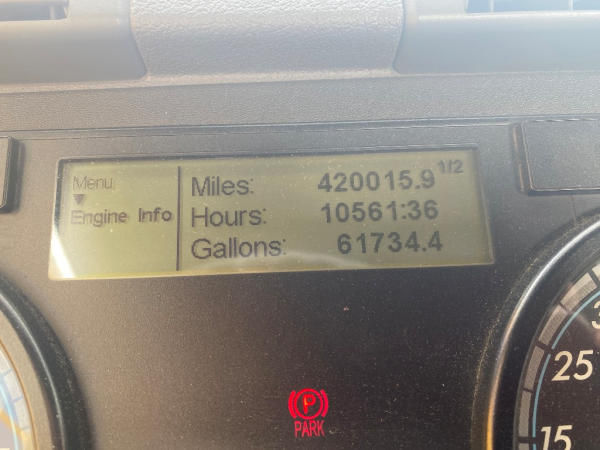 Menu
Engine Info
Miles: 420015.9 1/2
Hours: 10561:36
Gallons: 61734.4
P
PARK
25
15